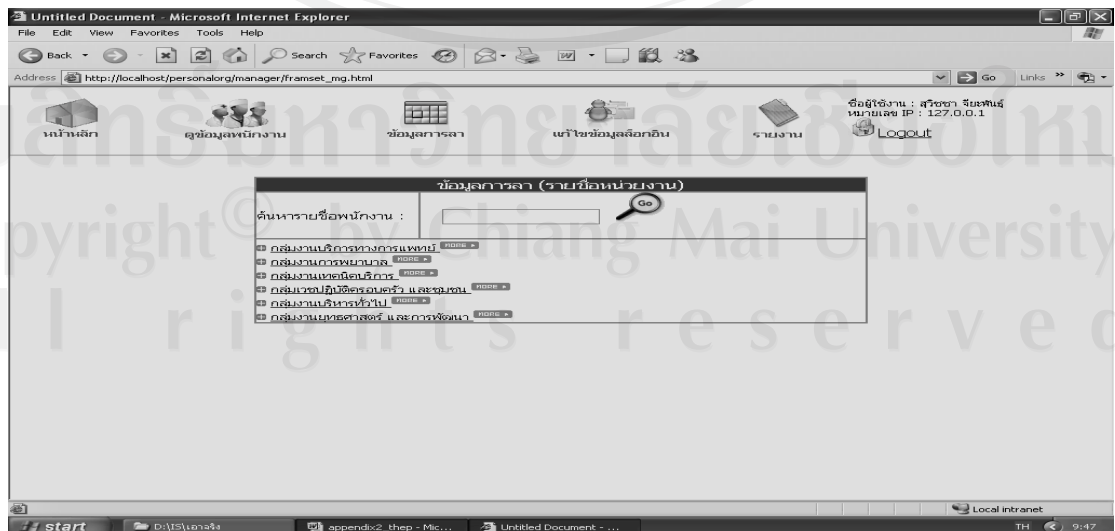 Untitled Document - Microsoft Internet Explorer
File Edit View Favorites Tools Help
Back Search Favorites
Address http://localhost/personalorg/manager/framset_mg.html Go Links »
หน้าหลัก ดูข้อมูลพนักงาน ข้อมูลการลา แก้ไขข้อมูลล็อกอิน รายงาน
ชื่อผู้ใช้งาน : สุวิชชา จียะพันธุ์
หมายเลข IP : 127.0.0.1
Logout
ข้อมูลการลา (รายชื่อหน่วยงาน)
ค้นหารายชื่อพนักงาน : Go
กลุ่มงานบริการทางการแพทย์ MORE
กลุ่มงานการพยาบาล MORE
กลุ่มงานเทคนิคบริการ MORE
กลุ่มเวชปฏิบัติครอบครัว และชุมชน MORE
กลุ่มงานบริหารทั่วไป MORE
กลุ่มงานยุทธศาสตร์ และการพัฒนา MORE
Local intranet
start D:\IS\เอาจริง appendix2_thep - Mic... Untitled Document - ... TH 9:47
มหาวิทยาลัยเชียงใหม่
pyright © by Chiang Mai University
rights reserved